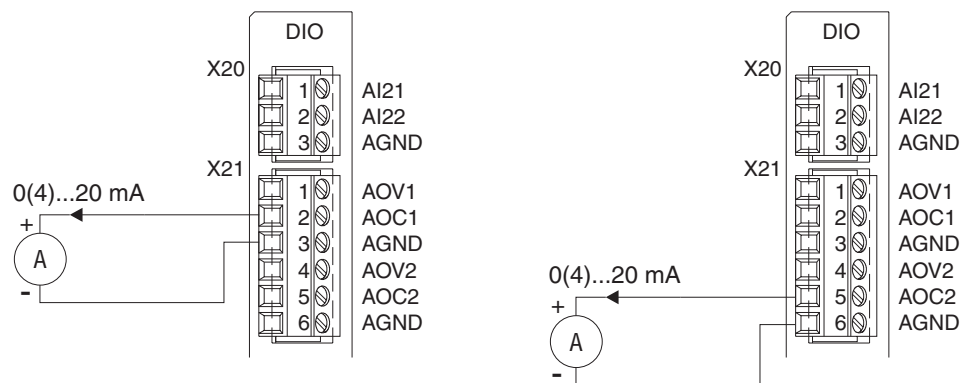 DIO
X20
1 AI21
2 AI22
3 AGND
X21
1 AOV1
0(4)...20 mA
2 AOC1
+
3 AGND
A
4 AOV2
-
5 AOC2
6 AGND
DIO
X20
1 AI21
2 AI22
3 AGND
X21
1 AOV1
2 AOC1
3 AGND
4 AOV2
0(4)...20 mA
5 AOC2
+
6 AGND
A
-